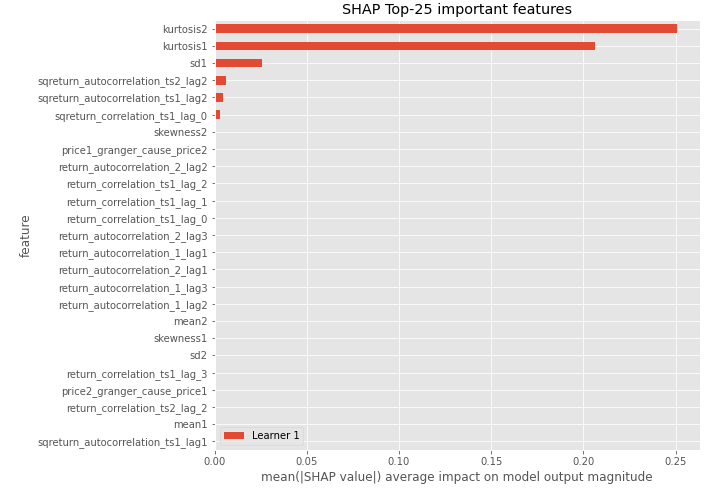 SHAP Top-25 important features
kurtosis2
kurtosis1
sd1
sqreturn_autocorrelation_ts2_lag2
sqreturn_autocorrelation_ts1_lag2
sqreturn_correlation_ts1_lag_0
skewness2
price1_granger_cause_price2
return_autocorrelation_2_lag2
return_correlation_ts1_lag_2
return_correlation_ts1_lag_1
return_correlation_ts1_lag_0
return_autocorrelation_2_lag3
return_autocorrelation_1_lag1
return_autocorrelation_2_lag1
return_autocorrelation_1_lag3
return_autocorrelation_1_lag2
mean2
skewness1
sd2
return_correlation_ts1_lag_3
price2_granger_cause_price1
return_correlation_ts2_lag_2
mean1
sqreturn_autocorrelation_ts1_lag1
feature
Learner 1
0.00 0.05 0.10 0.15 0.20 0.25
mean(|SHAP value|) average impact on model output magnitude